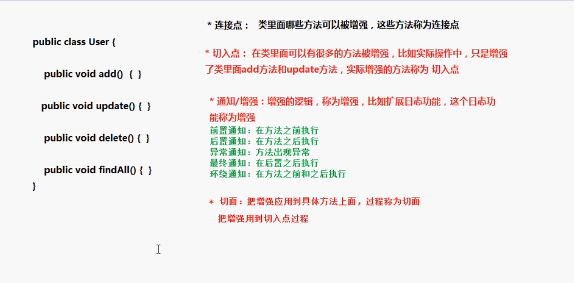 public class User {
public void add() { }
public void update() { }
public void delete() { }
public void findAll() { }
}
* 连接点： 类里面哪些方法可以被增强，这些方法称为连接点
* 切入点： 在类里面可以有很多的方法被增强，比如实际操作中，只是增强
了类里面add方法和update方法，实际增强的方法称为 切入点
* 通知/增强：增强的逻辑，称为增强，比如扩展日志功能，这个日志功
能称为增强
前置通知：在方法之前执行
后置通知：在方法之后执行
异常通知：方法出现异常
最终通知：在后置之后执行
环绕通知：在方法之前和之后执行
* 切面：把增强应用到具体方法上面，过程称为切面
把增强用到切入点过程